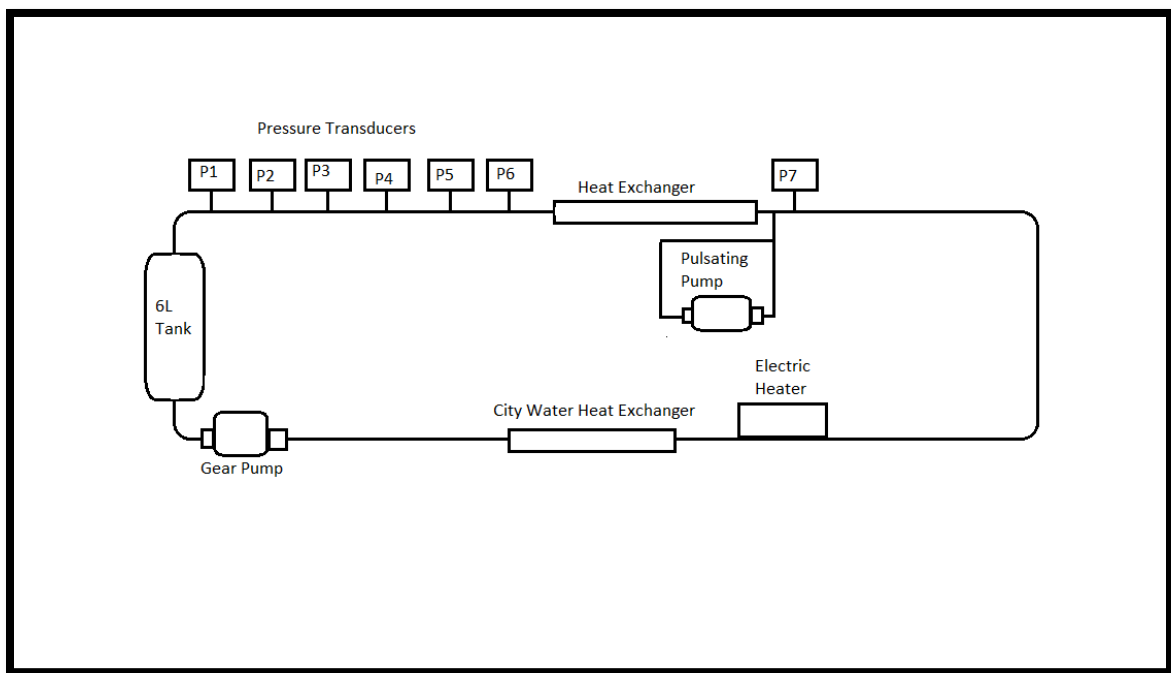 Pressure Transducers
P1
P2
P3
P4
P5
P6
P7
Heat Exchanger
Pulsating
Pump
6L
Tank
Electric
Heater
City Water Heat Exchanger
Gear Pump